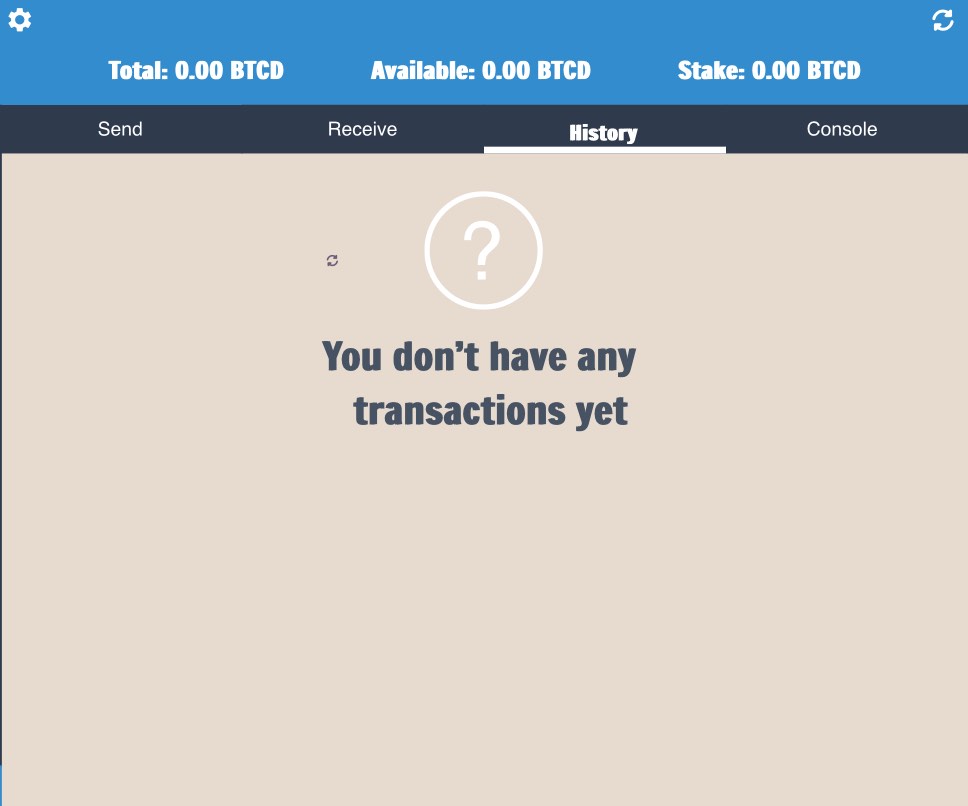 Total: 0.00 BTCD Available: 0.00 BTCD Stake: 0.00 BTCD
Send Receive History Console
?
You don’t have any
transactions yet